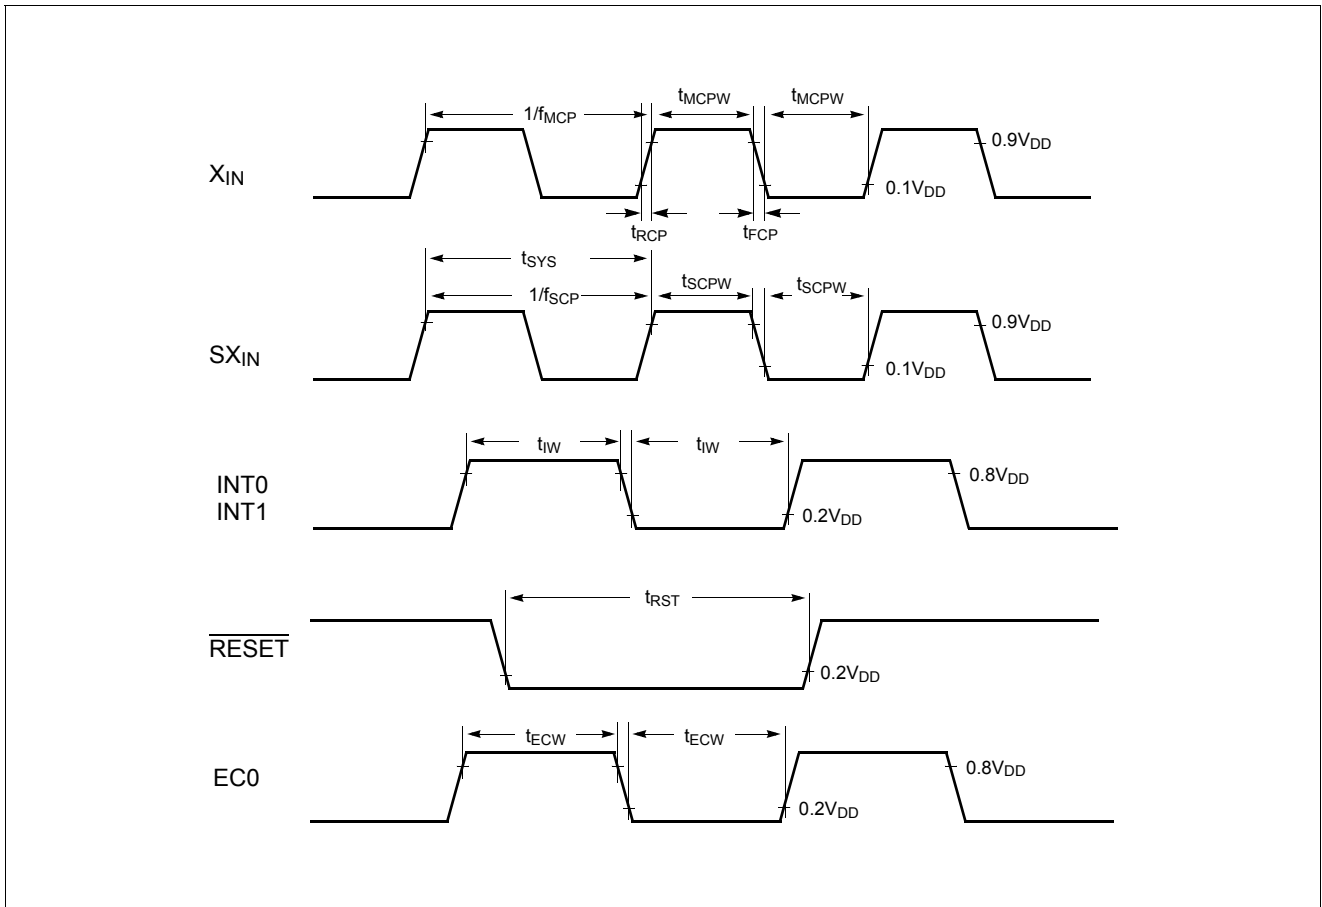 1/fMCP
tMCPW
tMCPW
XIN
0.9VDD
0.1VDD
tRCP
tFCP
tSYS
1/fSCP
tSCPW
tSCPW
SXIN
0.9VDD
0.1VDD
tIW
tIW
INT0
INT1
0.8VDD
0.2VDD
tRST
RESET
0.2VDD
tECW
tECW
EC0
0.8VDD
0.2VDD